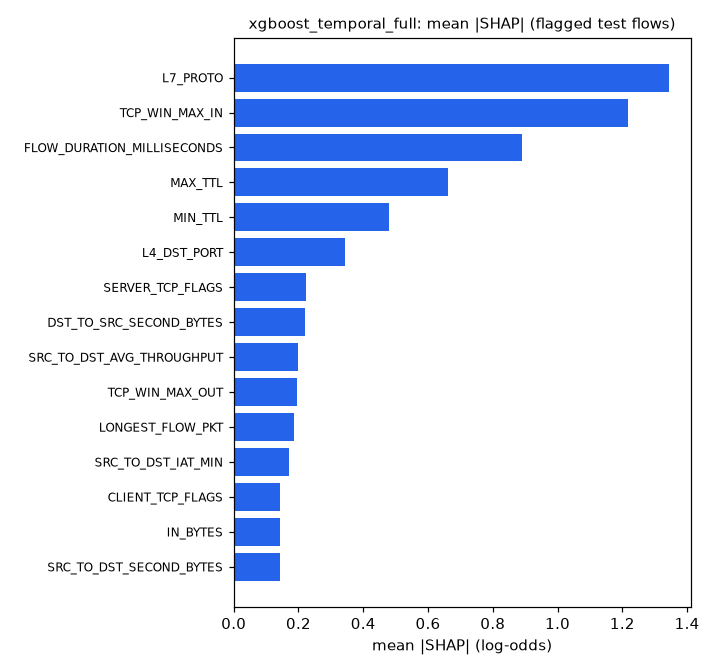 xgboost_temporal_full: mean |SHAP| (flagged test flows)
L7_PROTO
TCP_WIN_MAX_IN
FLOW_DURATION_MILLISECONDS
MAX_TTL
MIN_TTL
L4_DST_PORT
SERVER_TCP_FLAGS
DST_TO_SRC_SECOND_BYTES
SRC_TO_DST_AVG_THROUGHPUT
TCP_WIN_MAX_OUT
LONGEST_FLOW_PKT
SRC_TO_DST_IAT_MIN
CLIENT_TCP_FLAGS
IN_BYTES
SRC_TO_DST_SECOND_BYTES
0.0 0.2 0.4 0.6 0.8 1.0 1.2 1.4
mean |SHAP| (log-odds)